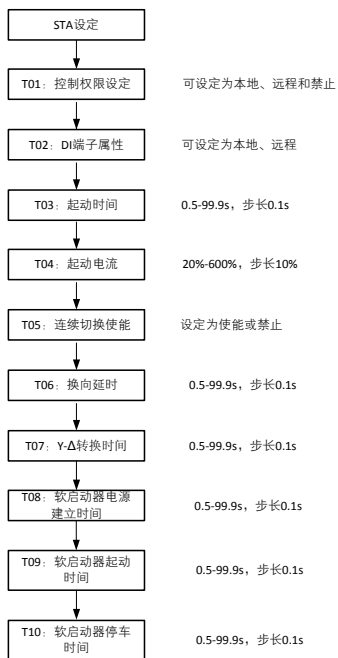 STA设定
T01：控制权限设定
可设定为本地、远程和禁止
T02：DI端子属性
可设定为本地、远程
T03：起动时间
0.5-99.9s，步长0.1s
T04：起动电流
20%-600%，步长10%
T05：连续切换使能
设定为使能或禁止
T06：换向延时
0.5-99.9s，步长0.1s
T07：Y-Δ转换时间
0.5-99.9s，步长0.1s
T08：软启动器电源
建立时间
0.5-99.9s，步长0.1s
T09：软启动器起动
时间
0.5-99.9s，步长0.1s
T10：软启动器停车
时间
0.5-99.9s，步长0.1s